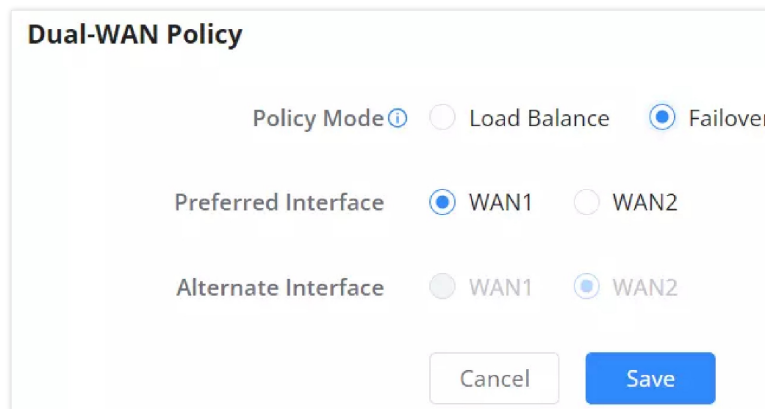 Dual-WAN Policy
Policy Mode Load Balance Failover
Preferred Interface WAN1 WAN2
Alternate Interface WAN1 WAN2
Cancel Save